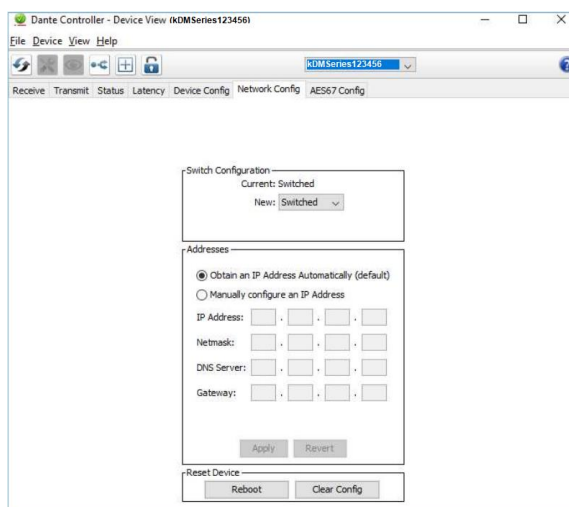 Dante Controller - Device View (kDMSeries123456)
File Device View Help
kDMSeries123456
Receive Transmit Status Latency Device Config Network Config AES67 Config
Switch Configuration
Current: Switched
New: Switched
Addresses
Obtain an IP Address Automatically (default)
Manually configure an IP Address
IP Address: . . .
Netmask: . . .
DNS Server: . . .
Gateway: . . .
Apply Revert
Reset Device
Reboot Clear Config